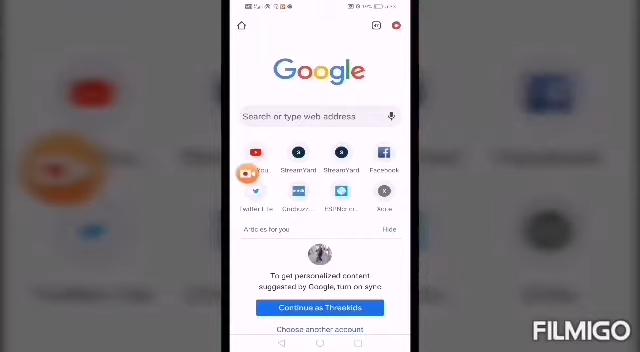 Google
Search or type web address
StreamYard StreamYard Facebook
Articles for you Hide
To get personalized content
suggested by Google, turn on sync
Continue as Threekids
Choose another account
FILMIGO